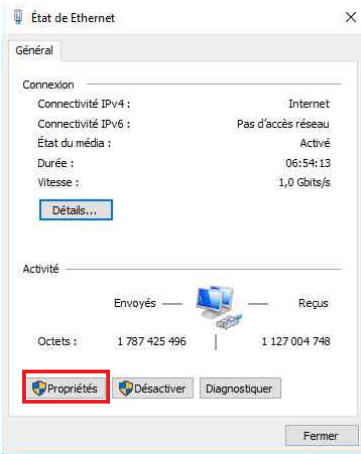 État de Ethernet
Général
Connexion
Connectivité IPv4 : Internet
Connectivité IPv6 : Pas d'accès réseau
État du média : Activé
Durée : 06:54:13
Vitesse : 1,0 Gbits/s
Détails...
Activité
Envoyés — — Reçus
Octets : 1 787 425 496 | 1 127 004 748
Propriétés Désactiver Diagnostiquer
Fermer